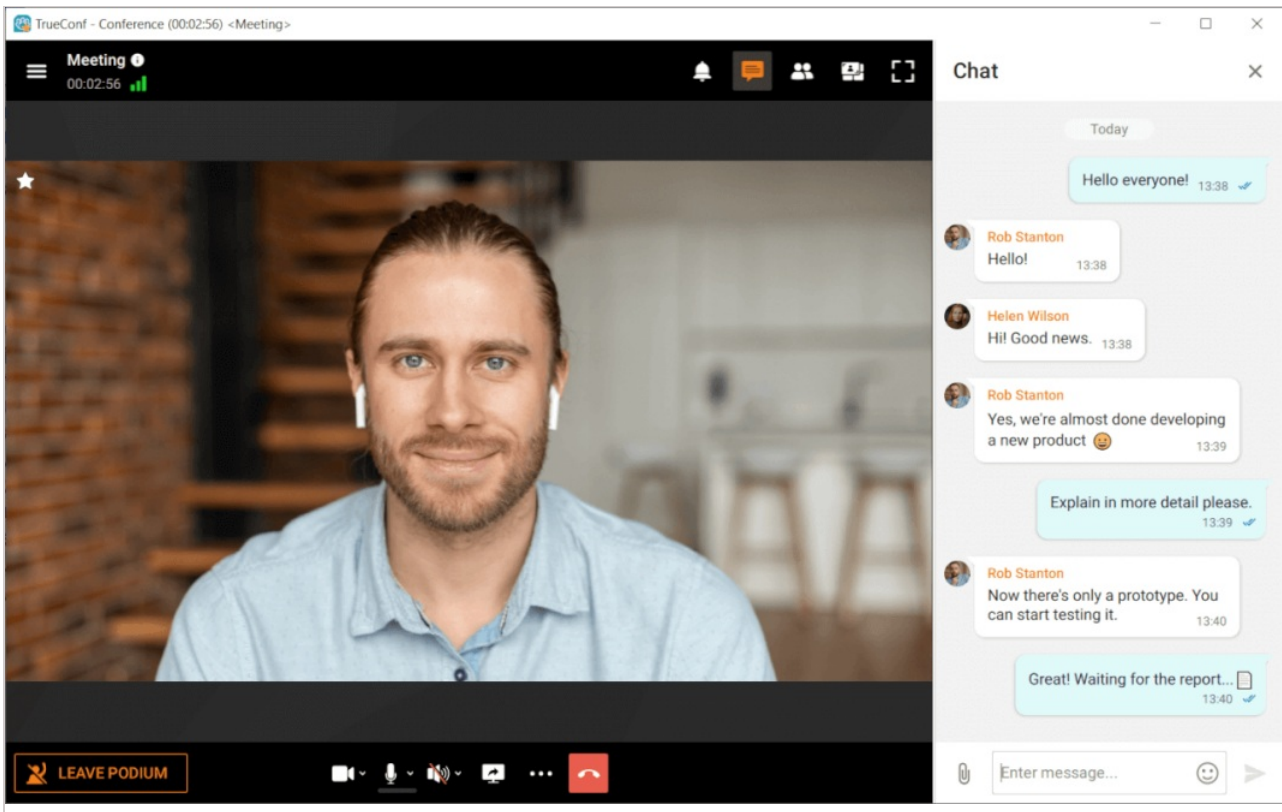 TrueConf - Conference (00:02:56) <Meeting>
Meeting
00:02:56
Chat
Today
Hello everyone! 13:38
Rob Stanton
Hello!
13:38
Helen Wilson
Hi! Good news. 13:38
Rob Stanton
Yes, we're almost done developing
a new product
13:39
Explain in more detail please.
13:39
Rob Stanton
Now there's only a prototype. You
can start testing it.
13:40
Great! Waiting for the report...
13:40
LEAVE PODIUM
Enter message...